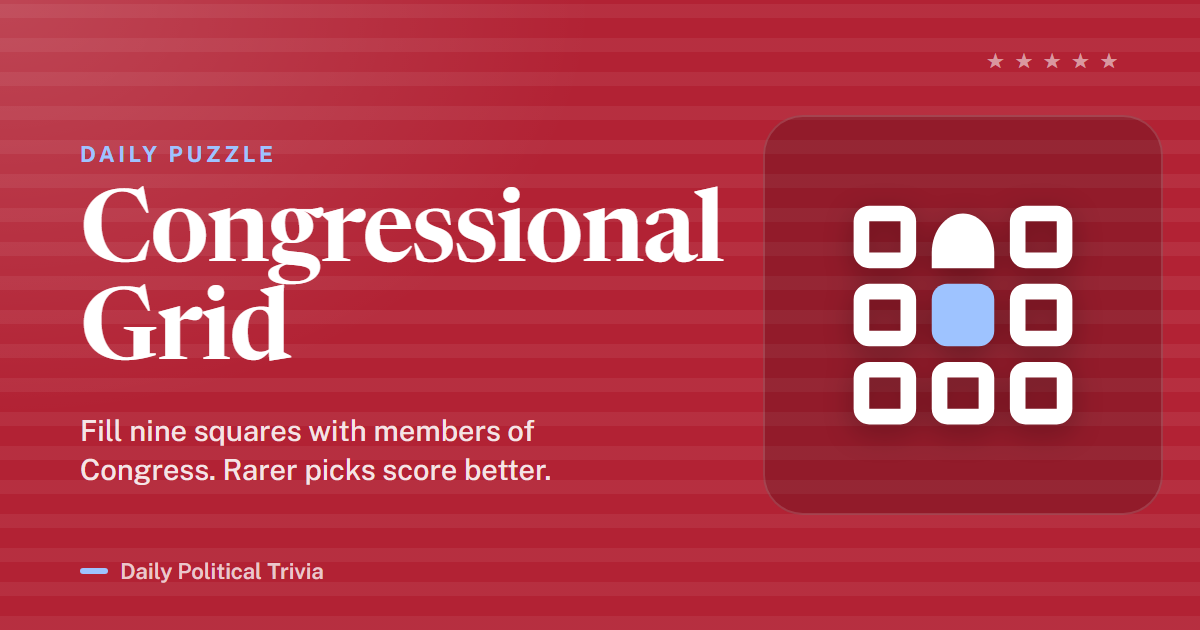 DAILY PUZZLE
Congressional
Grid
Fill nine squares with members of
Congress. Rarer picks score better.
Daily Political Trivia